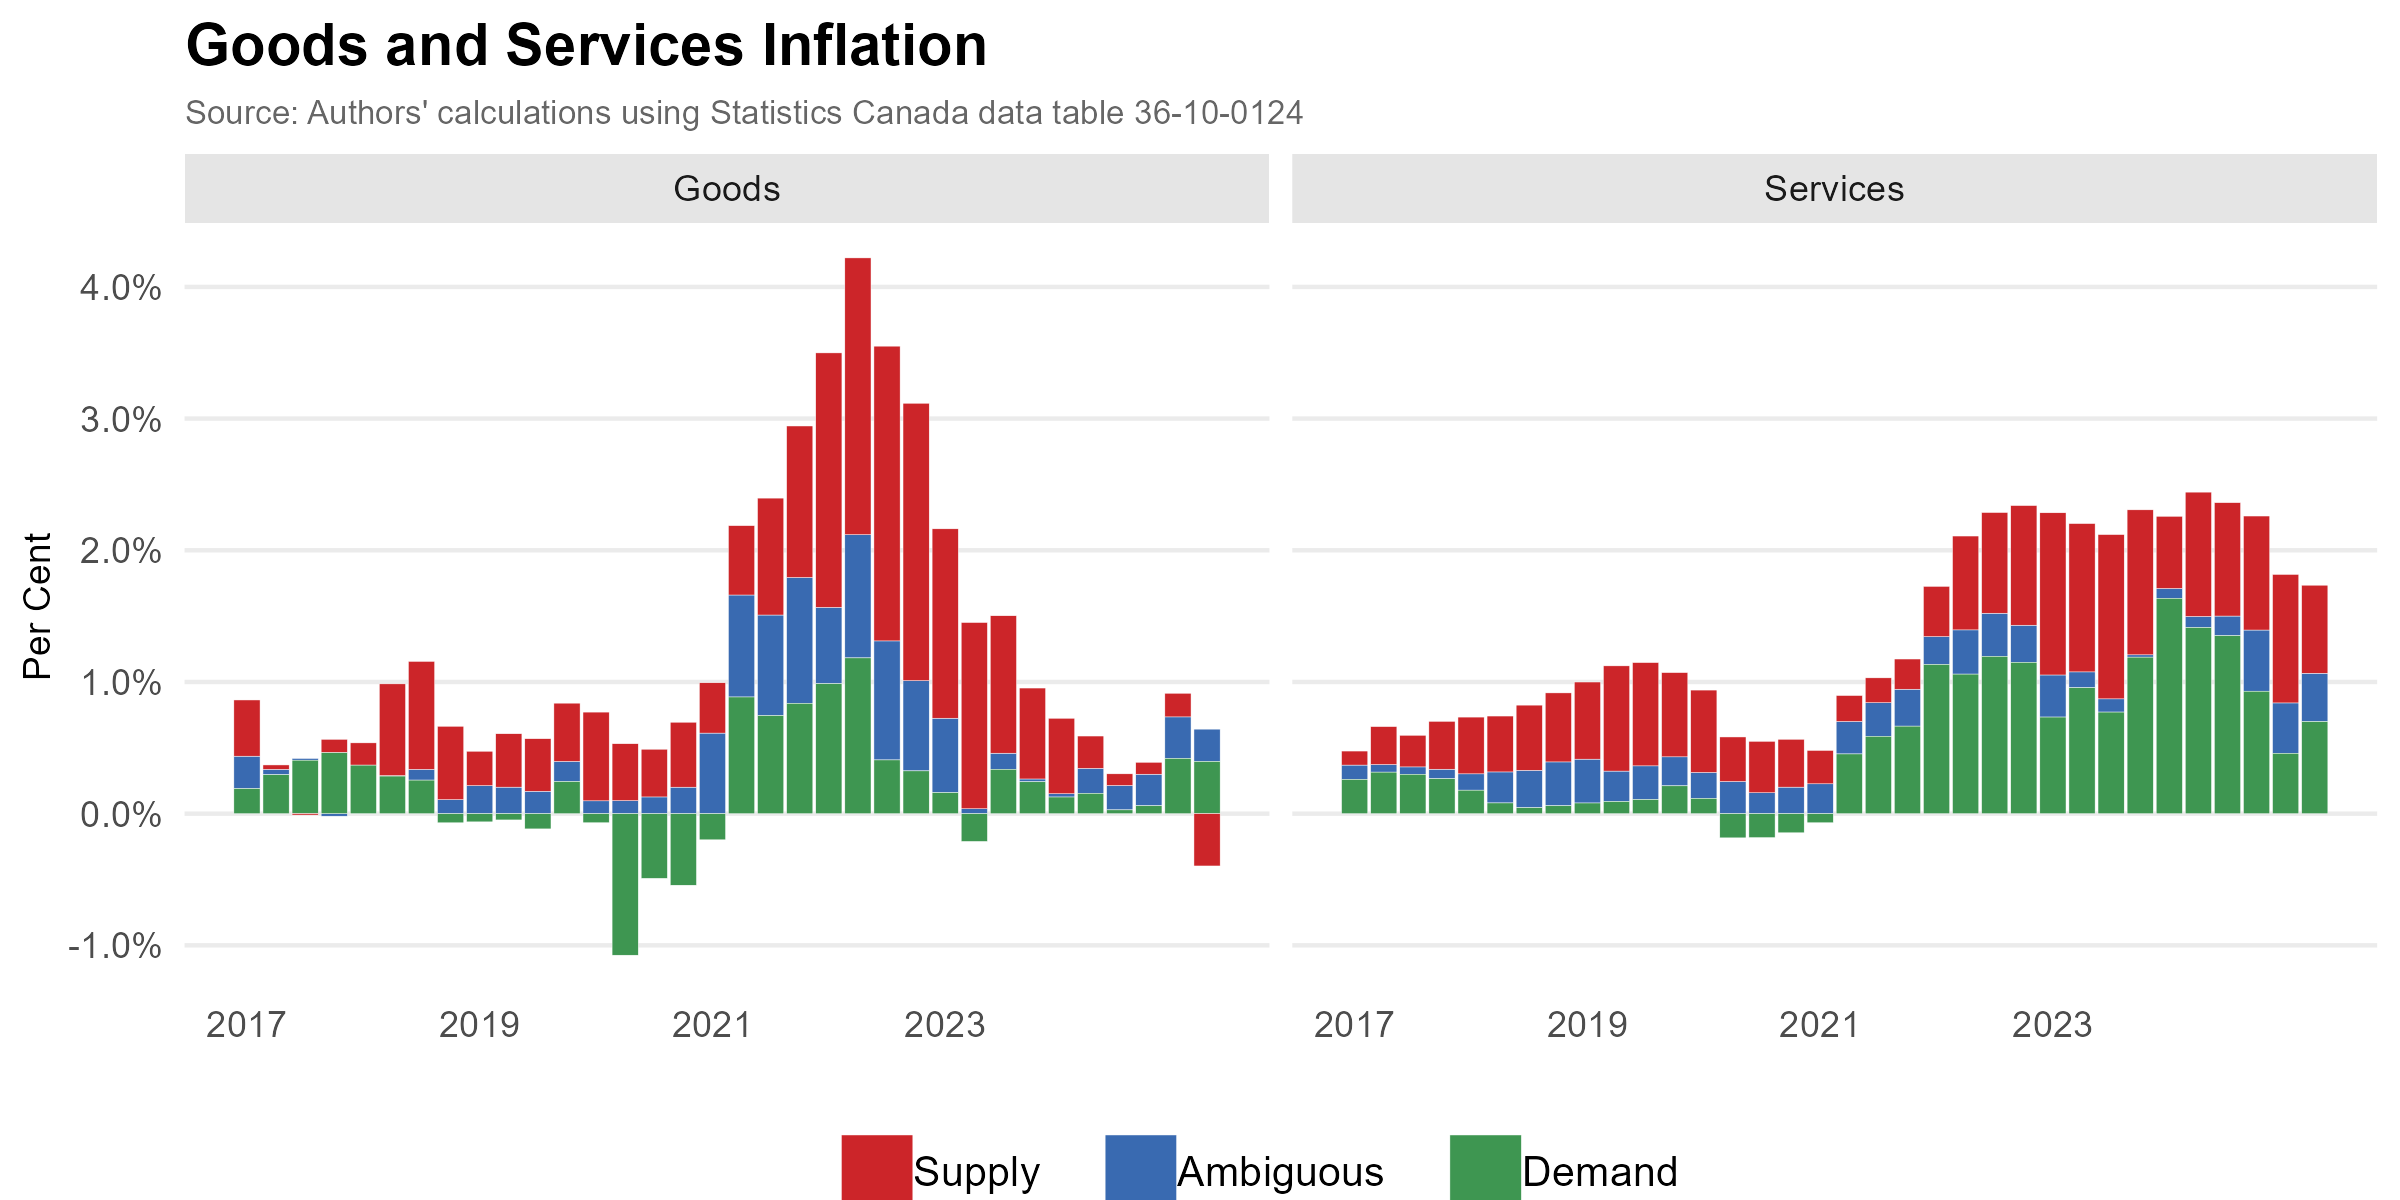 Goods and Services Inflation
Source: Authors' calculations using Statistics Canada data table 36-10-0124
Goods
Services
Per Cent
4.0%
3.0%
2.0%
1.0%
0.0%
-1.0%
2017 2019 2021 2023
2017 2019 2021 2023
Supply Ambiguous Demand